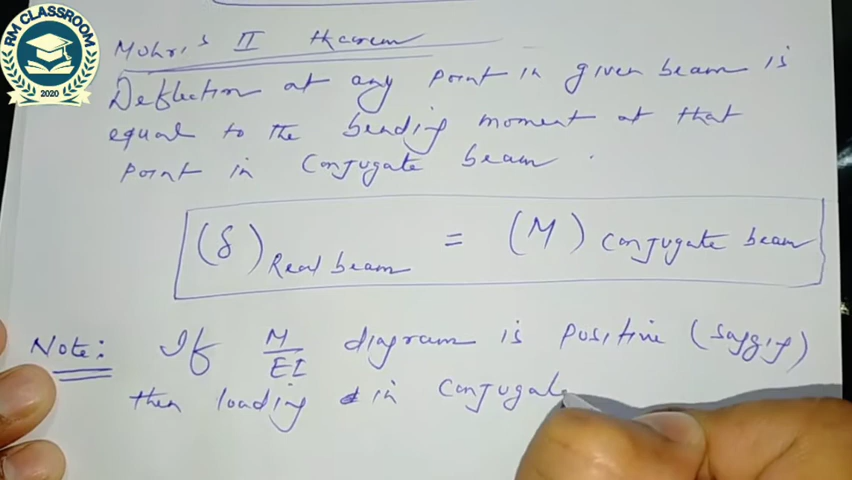 RM CLASSROOM
2020
Mohr's II theorem
Deflection at any point in given beam is
equal to the bending moment at that
point in Conjugate beam.
(δ) Real beam = (M) Conjugate beam
Note: If M/EI diagram is positive (sagging)
then loading in Conjugate